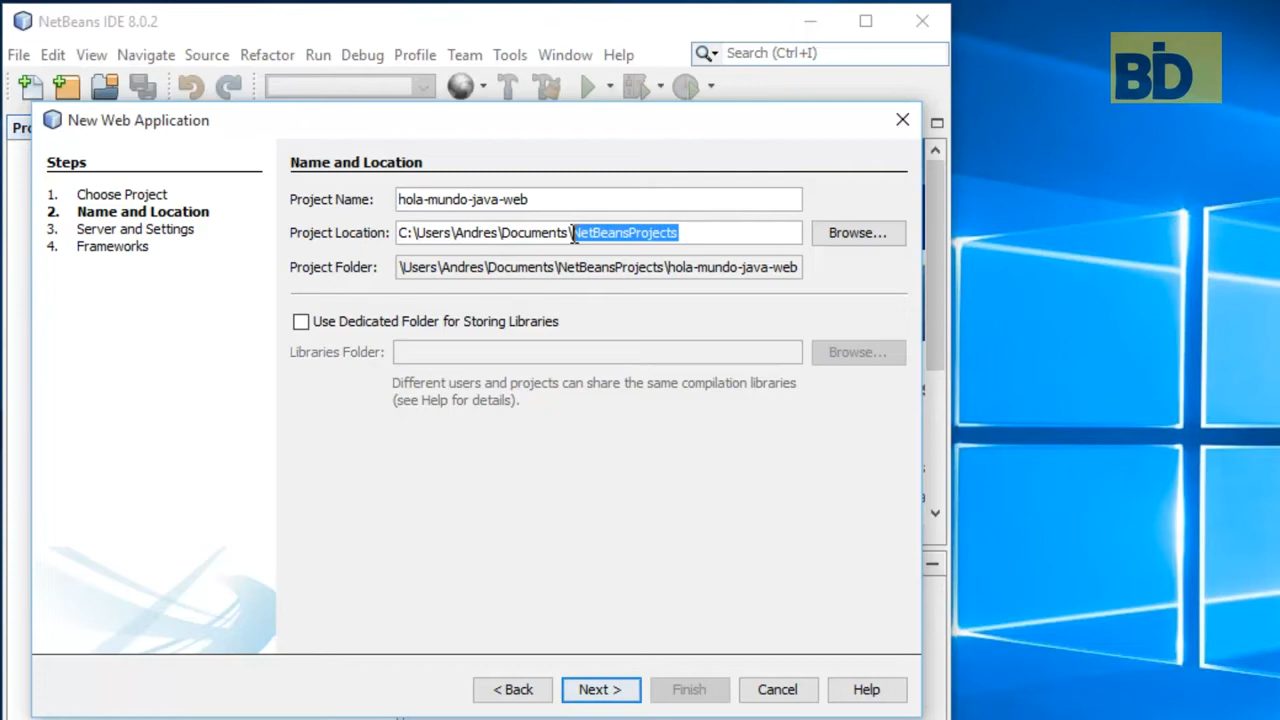 NetBeans IDE 8.0.2
File Edit View Navigate Source Refactor Run Debug Profile Team Tools Window Help
Search (Ctrl+I)
BID
New Web Application
Steps
1. Choose Project
2. Name and Location
3. Server and Settings
4. Frameworks
Name and Location
Project Name: hola-mundo-java-web
Project Location: C:\Users\Andres\Documents\NetBeansProjects Browse...
Project Folder: \Users\Andres\Documents\NetBeansProjects\hola-mundo-java-web
Use Dedicated Folder for Storing Libraries
Libraries Folder: Browse...
Different users and projects can share the same compilation libraries
(see Help for details).
< Back Next > Finish Cancel Help